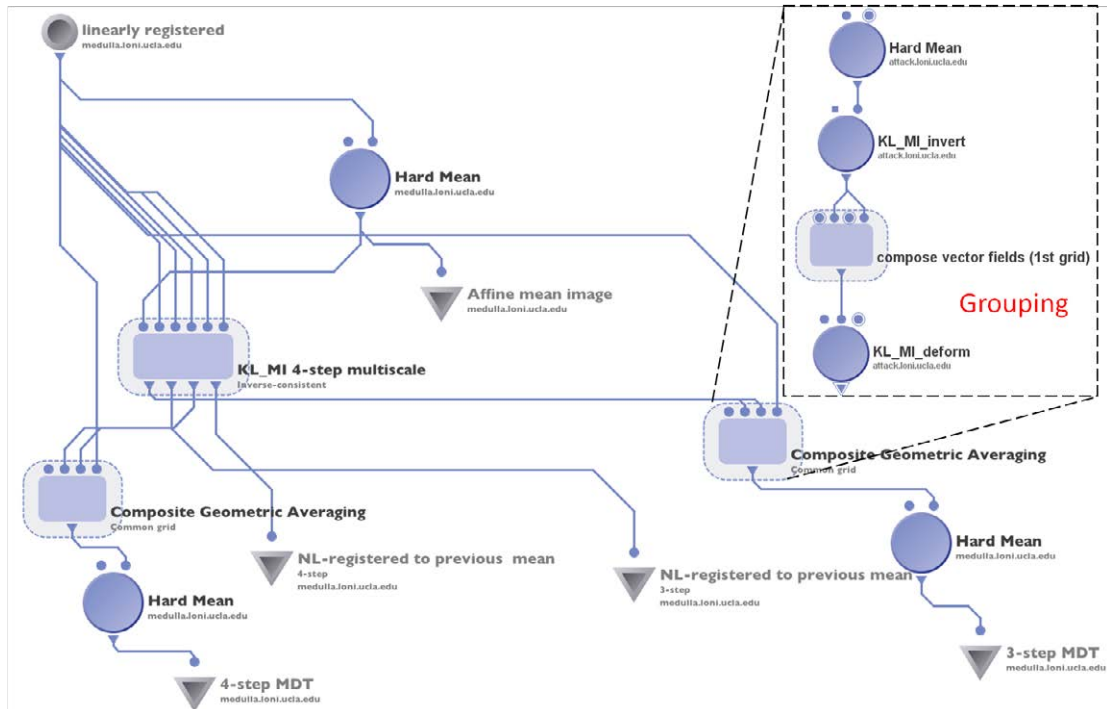 linearly registered
medulla.loni.ucla.edu
Hard Mean
attack.loni.ucla.edu
KL_MI_invert
attack.loni.ucla.edu
Hard Mean
medulla.loni.ucla.edu
compose vector fields (1st grid)
Grouping
Affine mean image
medulla.loni.ucla.edu
KL_MI_deform
attack.loni.ucla.edu
KL_MI 4-step multiscale
Inverse-consistent
Composite Geometric Averaging
Common grid
Composite Geometric Averaging
Common grid
Hard Mean
medulla.loni.ucla.edu
NL-registered to previous mean
4-step
medulla.loni.ucla.edu
NL-registered to previous mean
3-step
medulla.loni.ucla.edu
Hard Mean
medulla.loni.ucla.edu
3-step MDT
medulla.loni.ucla.edu
4-step MDT
medulla.loni.ucla.edu